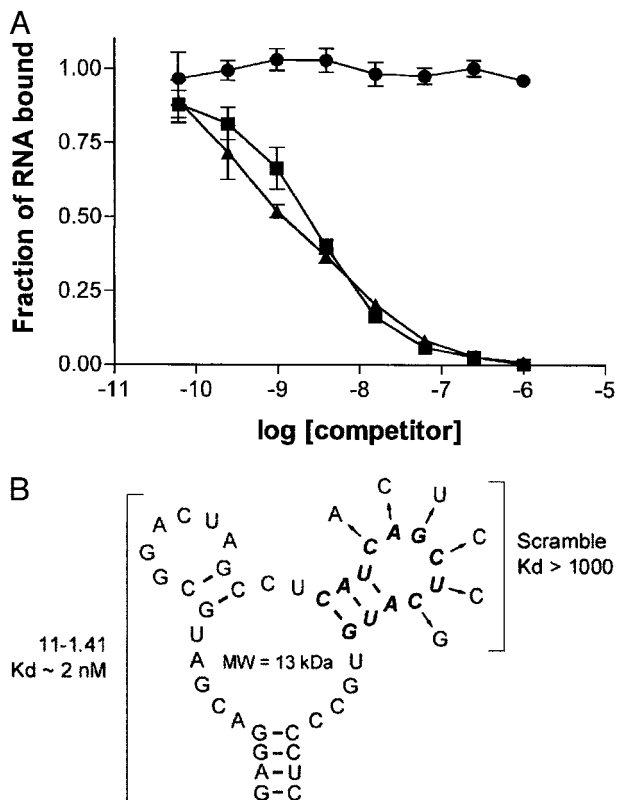 A
Fraction of RNA bound
1.00
0.75
0.50
0.25
0.00
-11 -10 -9 -8 -7 -6 -5
log [competitor]
B
C U
A C U A
A G C
A C C
G G U U C
G C C C U C A A C
G U G
U G
A MW = 13 kDa U
G G
C C
A C
G-C C
G-C
A=U
G-C
11-1.41
Kd ~ 2 nM
Scramble
Kd > 1000